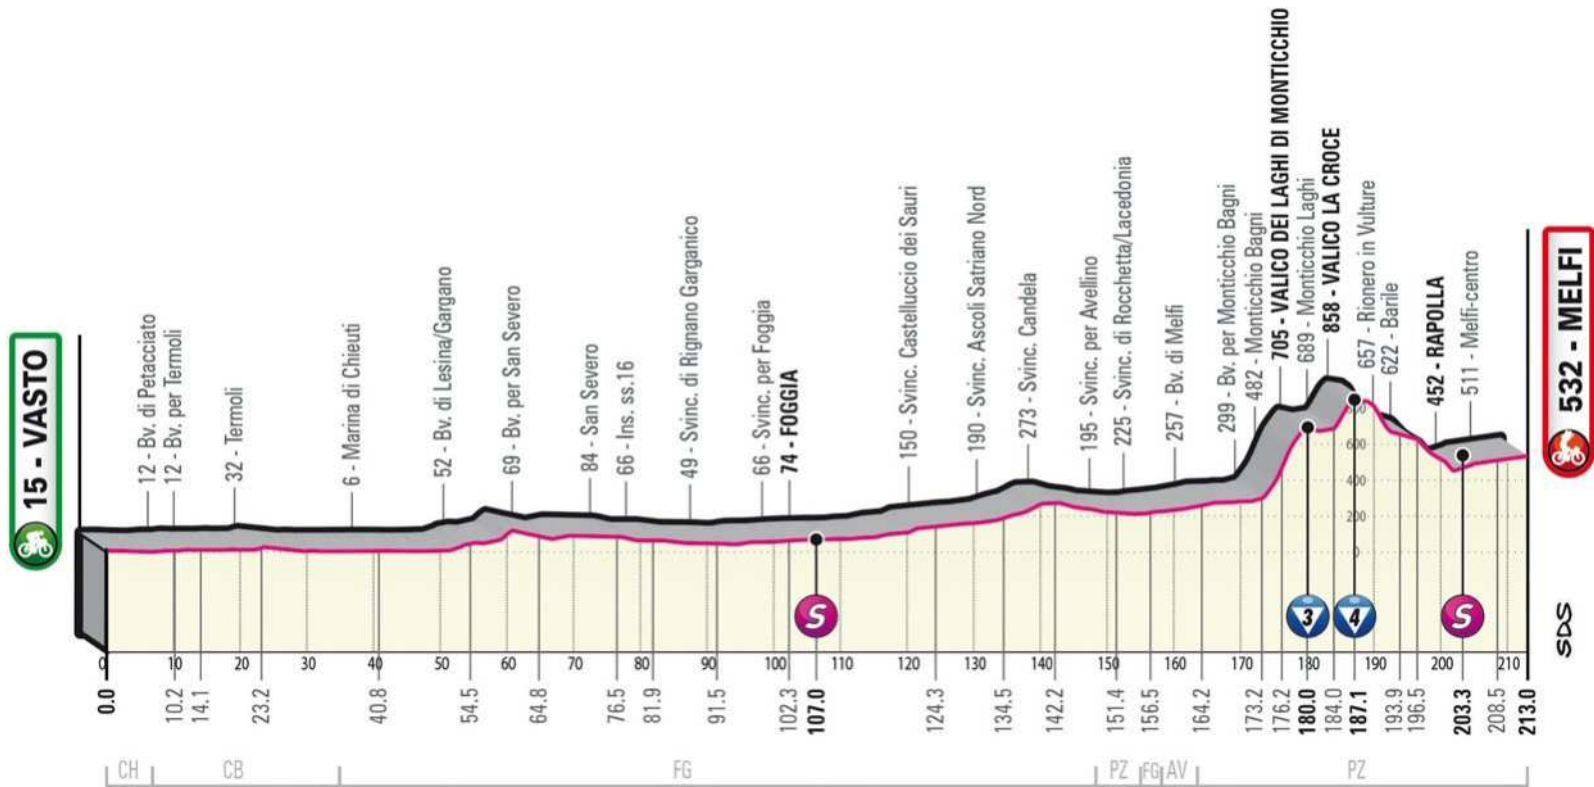 15 - VASTO
12 - Bv. di Petacciato
12 - Bv. per Termoli
32 - Termoli
6 - Marina di Chieuti
52 - Bv. di Lesina/Gargano
69 - Bv. per San Severo
84 - San Severo
66 - Ins. ss.16
49 - Svinc. di Rignano Garganico
66 - Svinc. per Foggia
74 - FOGGIA
150 - Svinc. Castelluccio dei Sauri
190 - Svinc. Ascoli Satriano Nord
273 - Svinc. Candela
195 - Svinc. per Avellino
225 - Svinc. di Rocchetta/Lacedonia
257 - Bv. di Melfi
299 - Bv. per Monticchio Bagni
482 - Monticchio Bagni
705 - VALICO DEI LAGHI DI MONTICCHIO
689 - Monticchio Laghi
858 - VALICO LA CROCE
657 - Rionero in Vulture
622 - Barile
452 - RAPOLLA
511 - Melfi-centro
532 - MELFI
800
600
400
200
0
S 3 4 S
SDS
0 10 20 30 40 50 60 70 80 90 100 110 120 130 140 150 160 170 180 190 200 210
0.0 10.2 14.1 23.2 40.8 54.5 64.8 76.5 81.9 91.5 102.3 107.0 124.3 134.5 142.2 151.4 156.5 164.2 173.2 176.2 180.0 184.0 187.1 193.9 196.5 203.3 208.5 213.0
CH CB FG PZ FG AV PZ